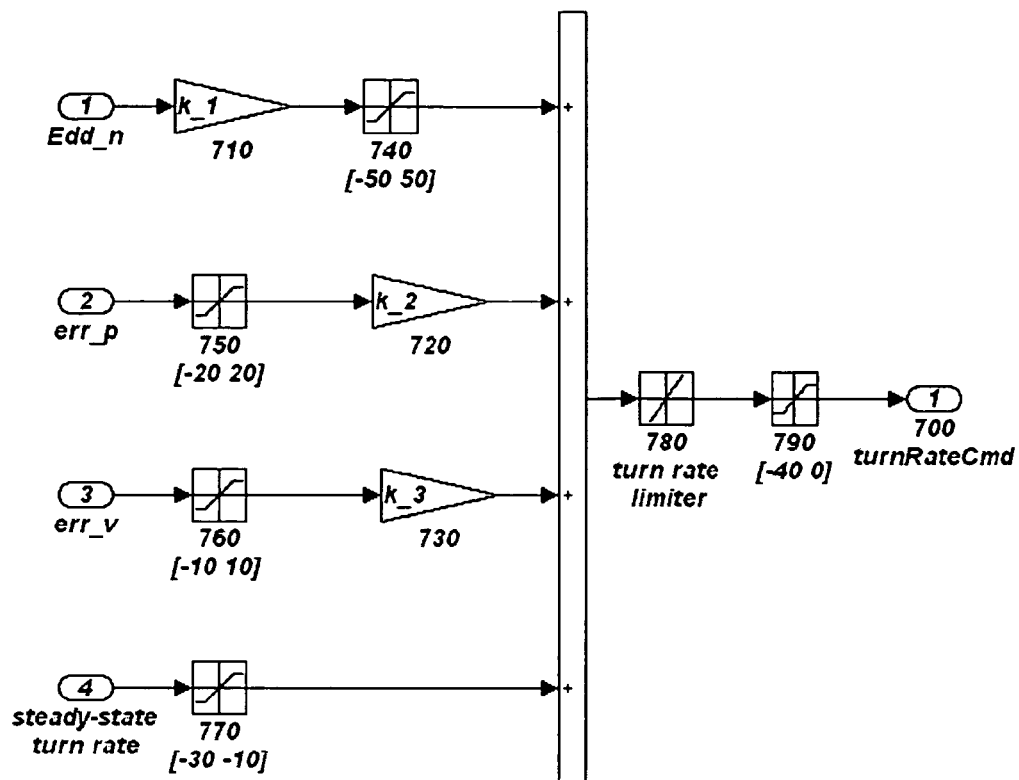 1
Edd_n
k_1
710
740
[-50 50]
+
2
err_p
750
[-20 20]
k_2
720
+
3
err_v
760
[-10 10]
k_3
730
+
4
steady-state
turn rate
770
[-30 -10]
+
780
turn rate
limiter
790
[-40 0]
1
700
turnRateCmd